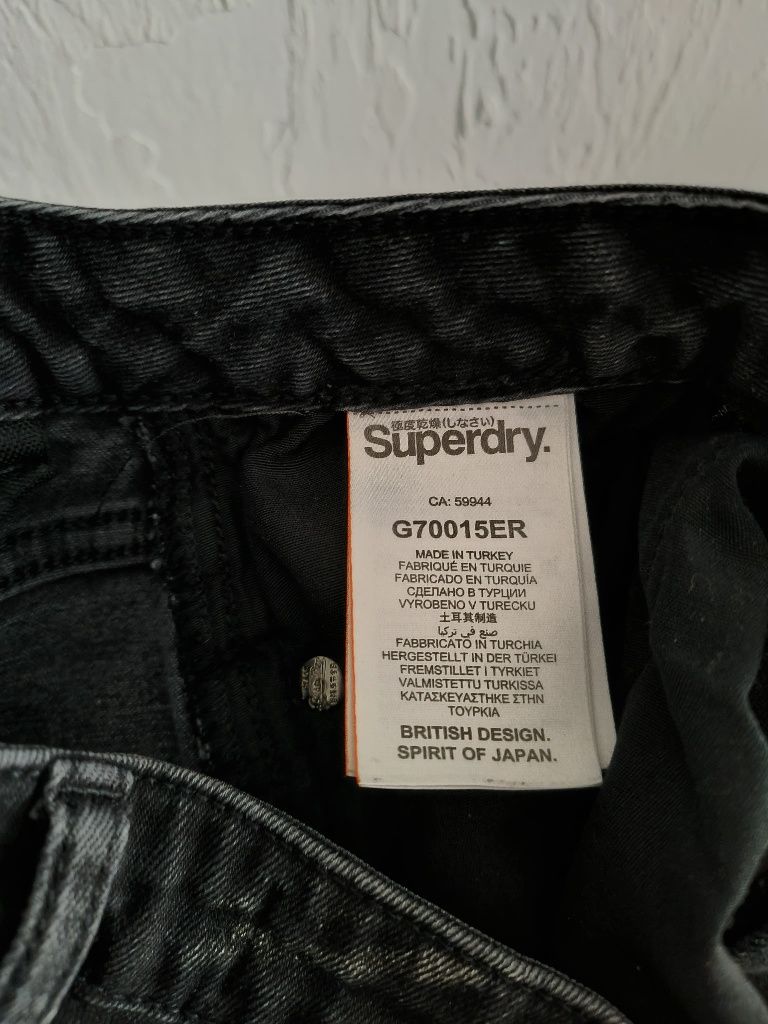 極度乾燥(しなさい)
Superdry.
CA: 59944
G70015ER
MADE IN TURKEY
FABRIQUÉ EN TURQUIE
FABRICADO EN TURQUÍA
СДЕЛАНО В ТУРЦИИ
VYROBENO V TURECKU
土耳其制造
صنع في تركيا
FABBRICATO IN TURCHIA
HERGESTELLT IN DER TÜRKEI
FREMSTILLET I TYRKIET
VALMISTETTU TURKISSA
ΚΑΤΑΣΚΕΥΑΣΤΗΚΕ ΣΤΗΝ
ΤΟΥΡΚΙΑ
BRITISH DESIGN.
SPIRIT OF JAPAN.